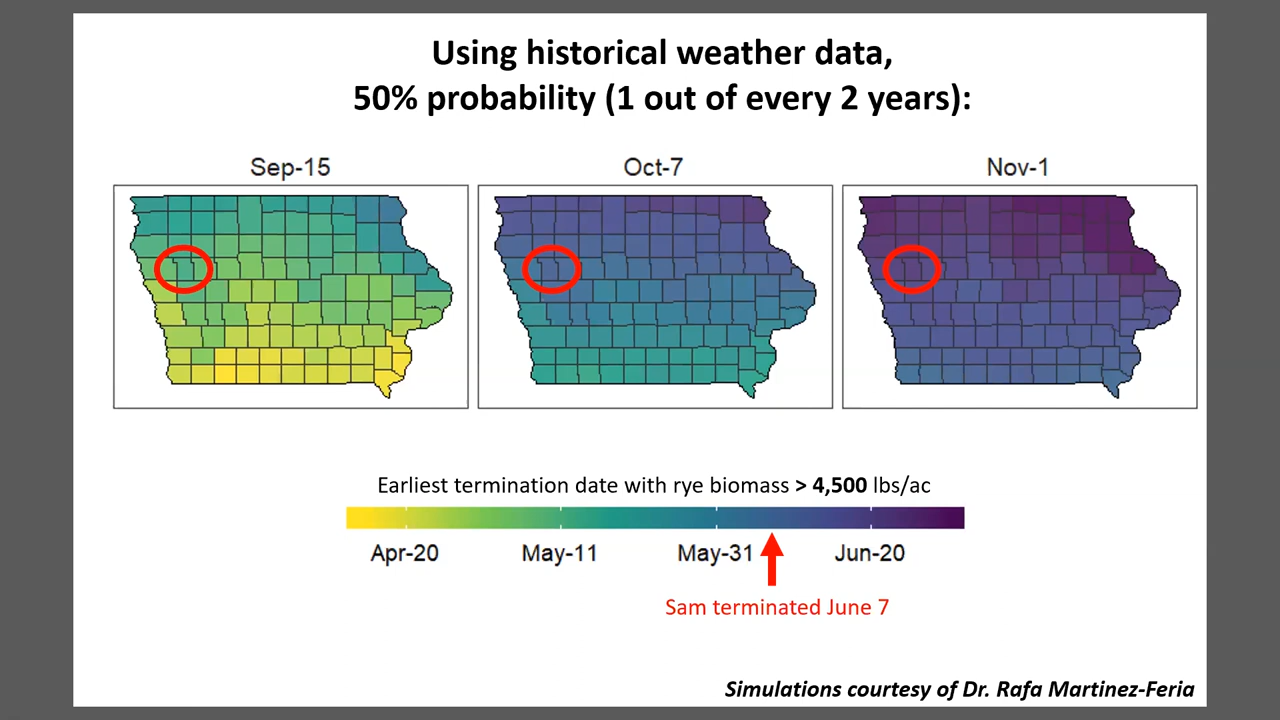 Using historical weather data,
50% probability (1 out of every 2 years):
Sep-15
Oct-7
Nov-1
Earliest termination date with rye biomass > 4,500 lbs/ac
Apr-20
May-11
May-31
Jun-20
Sam terminated June 7
Simulations courtesy of Dr. Rafa Martinez-Feria